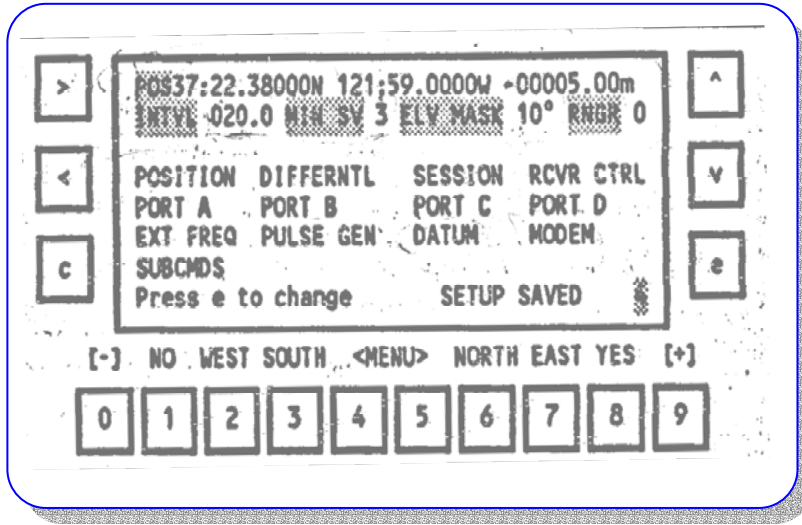 >
^
POS37:22.38000N 121:59.0000W -00005.00m
INTVL 020.0 MIN SV 3 ELV MASK 10° RNGR 0
<
v
POSITION DIFFERNTL SESSION RCVR CTRL
PORT A PORT B PORT C PORT D
EXT FREQ PULSE GEN DATUM MODEM
SUBCMDS
c
e
Press e to change SETUP SAVED
[-] NO WEST SOUTH <MENU> NORTH EAST YES [+]
0 1 2 3 4 5 6 7 8 9